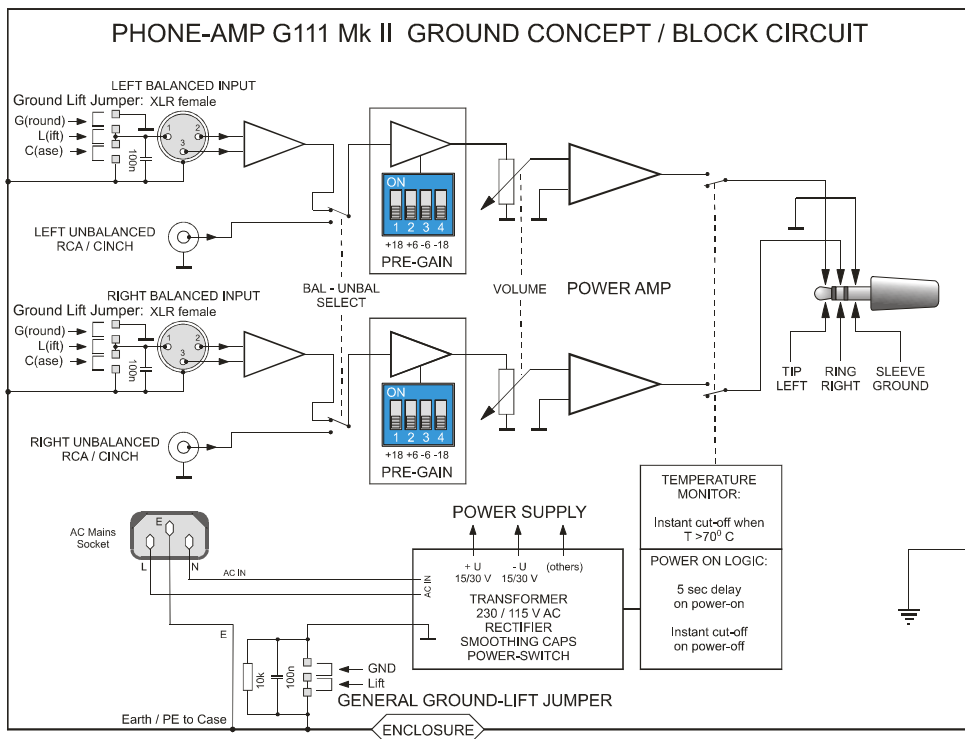 PHONE-AMP G111 Mk II GROUND CONCEPT / BLOCK CIRCUIT
LEFT BALANCED INPUT
Ground Lift Jumper: XLR female
G(round)
L(ift)
C(ase)
1
2
3
100n
ON
1 2 3 4
+18 +6 -6 -18
PRE-GAIN
LEFT UNBALANCED
RCA / CINCH
BAL - UNBAL
SELECT
VOLUME
POWER AMP
RIGHT BALANCED INPUT
Ground Lift Jumper: XLR female
G(round)
L(ift)
C(ase)
1
2
3
100n
ON
1 2 3 4
+18 +6 -6 -18
PRE-GAIN
RIGHT UNBALANCED
RCA / CINCH
TIP
LEFT
RING
RIGHT
SLEEVE
GROUND
TEMPERATURE
MONITOR:
Instant cut-off when
T >70⁰ C
POWER ON LOGIC:
5 sec delay
on power-on
Instant cut-off
on power-off
AC Mains
Socket
E
L
N
AC IN
E
POWER SUPPLY
AC IN
+ U
15/30 V
- U
15/30 V
(others)
TRANSFORMER
230 / 115 V AC
RECTIFIER
SMOOTHING CAPS
POWER-SWITCH
10k
100n
GND
Lift
GENERAL GROUND-LIFT JUMPER
Earth / PE to Case
ENCLOSURE